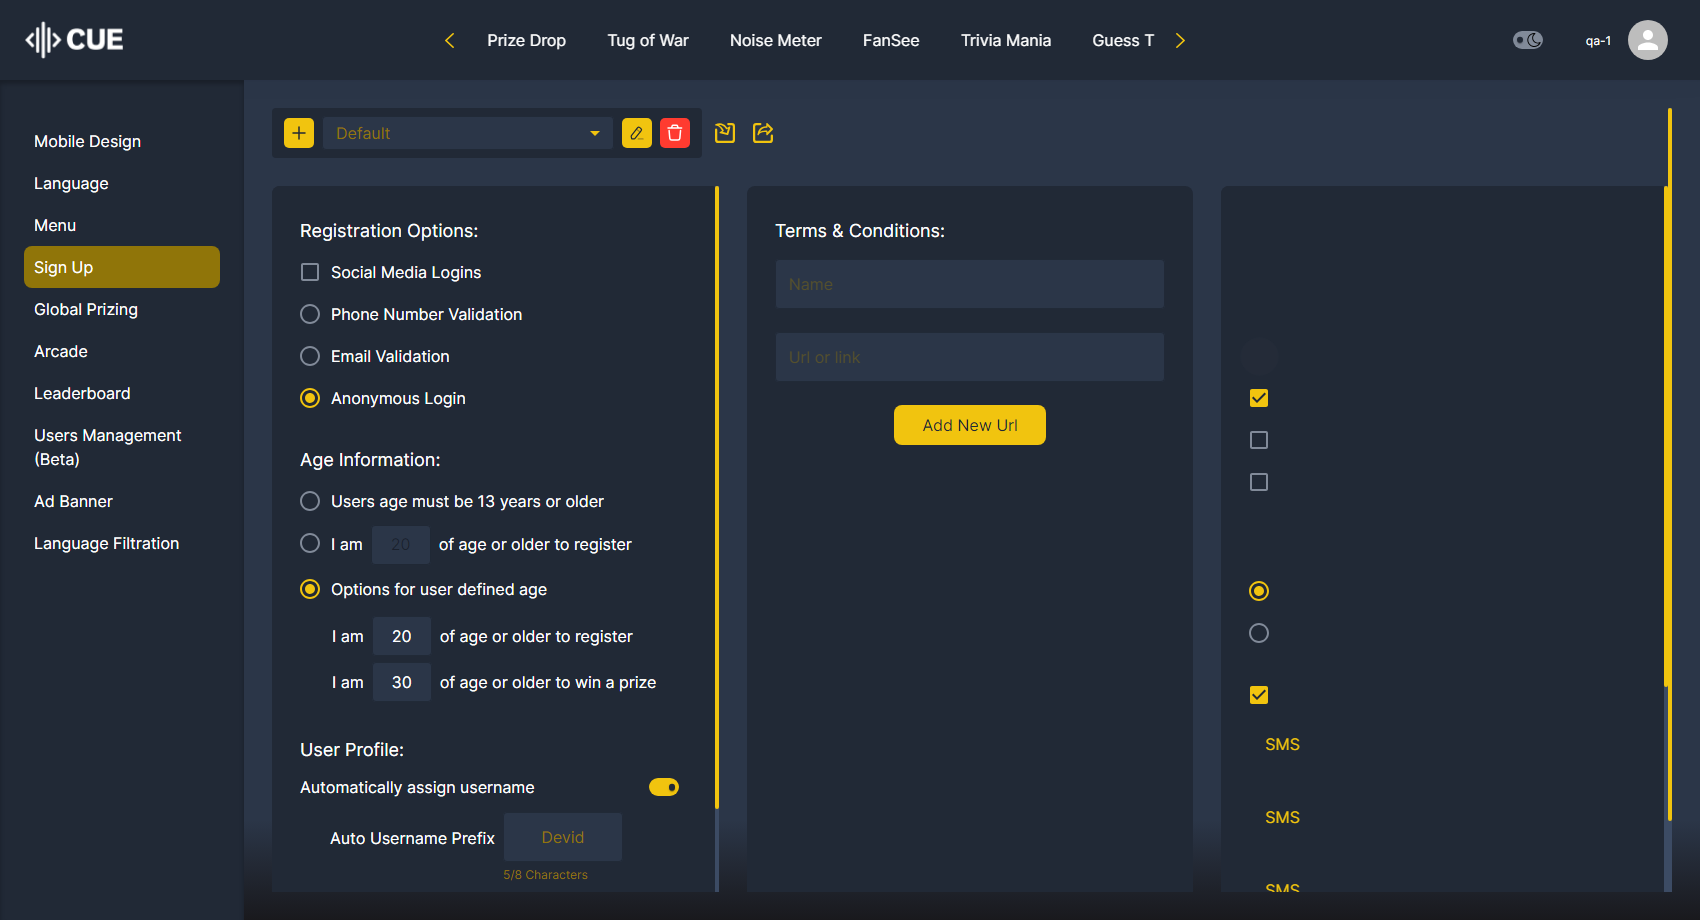 CUE
Prize Drop
Tug of War
Noise Meter
FanSee
Trivia Mania
Guess T
qa-1
Mobile Design
Language
Menu
Sign Up
Global Prizing
Arcade
Leaderboard
Users Management
(Beta)
Ad Banner
Language Filtration
Default
Registration Options:
Social Media Logins
Phone Number Validation
Email Validation
Anonymous Login
Age Information:
Users age must be 13 years or older
I am 20 of age or older to register
Options for user defined age
I am 20 of age or older to register
I am 30 of age or older to win a prize
User Profile:
Automatically assign username
Auto Username Prefix Devid
5/8 Characters
Terms & Conditions:
Name
Url or link
Add New Url
SMS
SMS
SMS